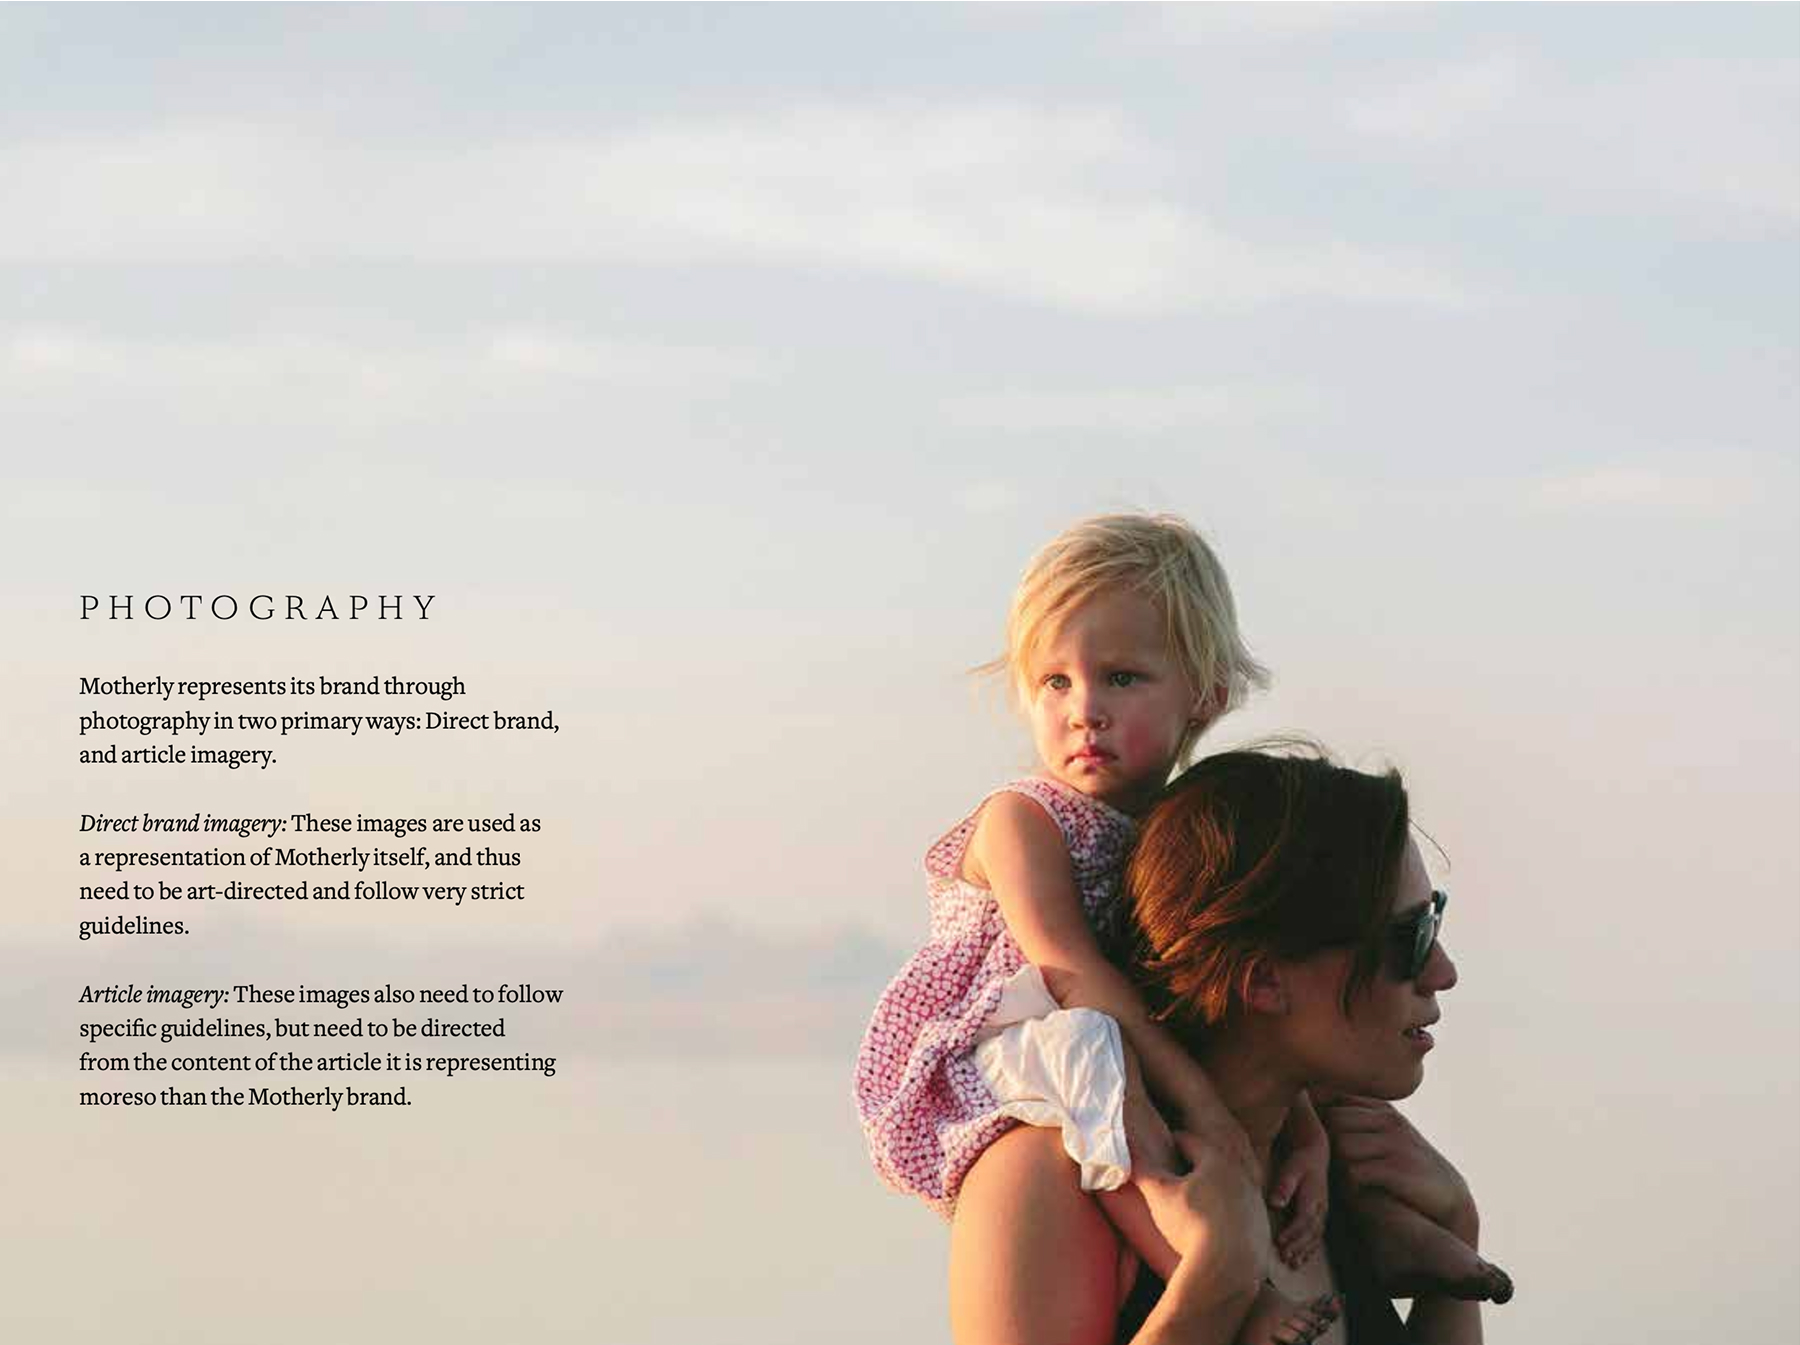 PHOTOGRAPHY
Motherly represents its brand through
photography in two primary ways: Direct brand,
and article imagery.
Direct brand imagery: These images are used as
a representation of Motherly itself, and thus
need to be art-directed and follow very strict
guidelines.
Article imagery: These images also need to follow
specific guidelines, but need to be directed
from the content of the article it is representing
moreso than the Motherly brand.